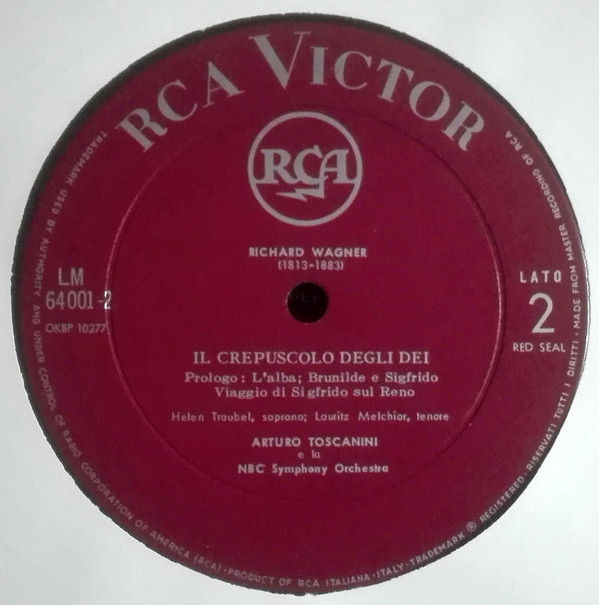 RCA VICTOR
RCA
RICHARD WAGNER
(1813-1883)
LM
64001-2
OKBP 10277
LATO
2
RED SEAL
IL CREPUSCOLO DEGLI DEI
Prologo: L'alba; Brunilde e Sigfrido
Viaggio di Sigfrido sul Reno
Helen Traubel, soprano; Lauritz Melchior, tenore
ARTURO TOSCANINI
e la
NBC Symphony Orchestra
TRADEMARK USED BY AUTHORITY AND UNDER CONTROL OF RADIO CORPORATION OF AMERICA (RCA)·PRODUCT OF RCA ITALIANA·ITALY·TRADEMARK ® REGISTERED·RISERVATI TUTTI I DIRITTI·MADE FROM MASTER RECORDING OF RCA